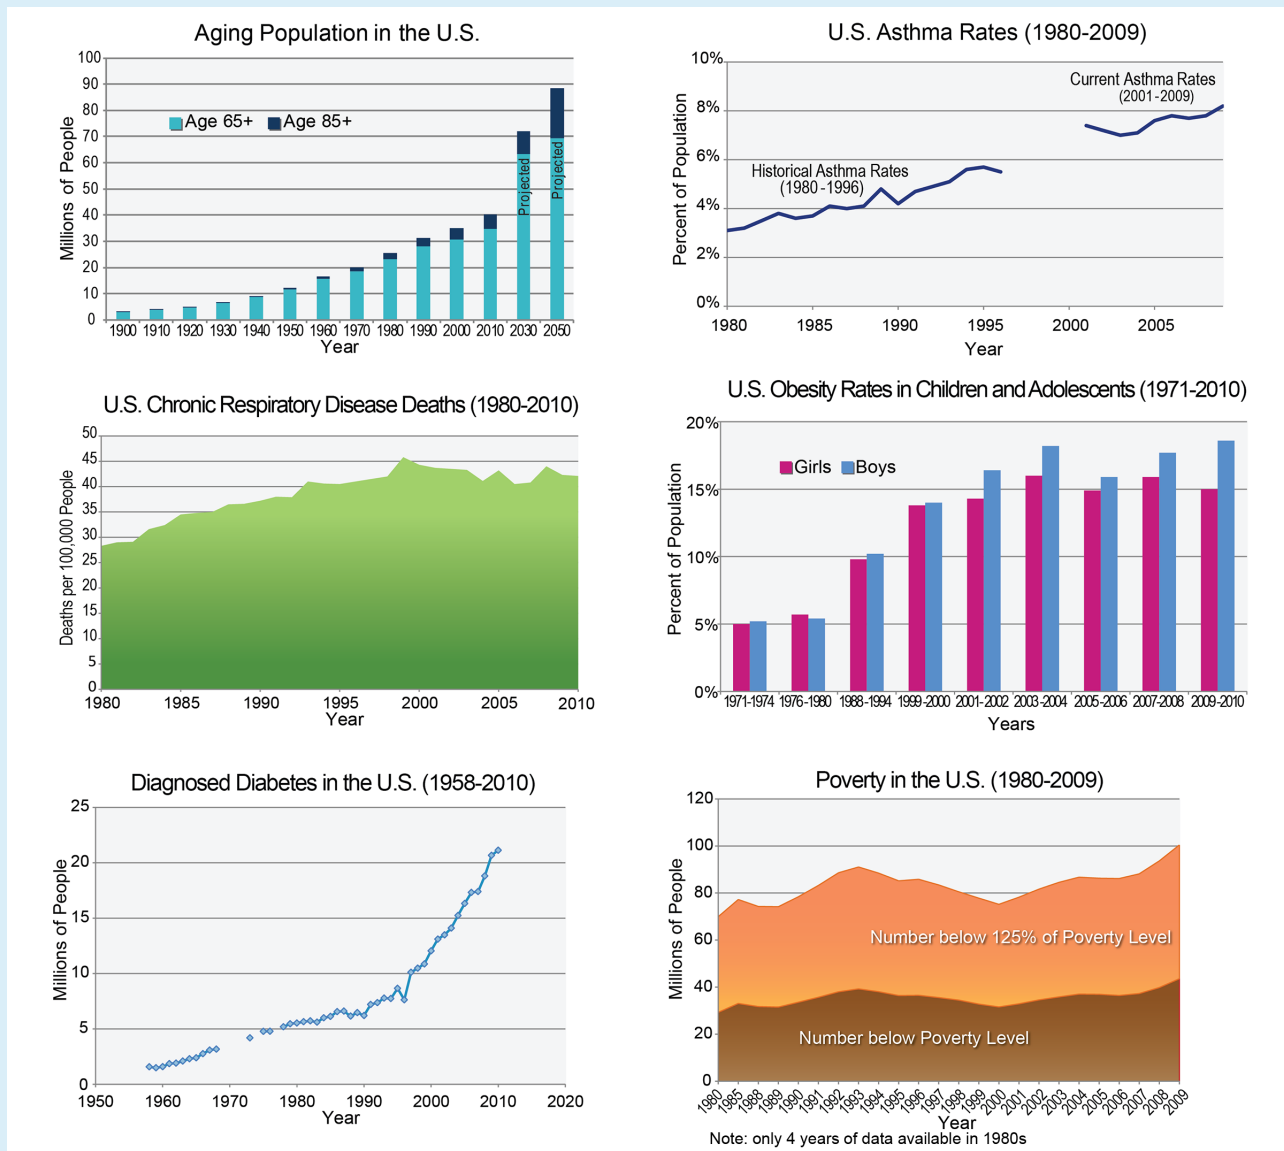 Aging Population in the U.S.
100
90
80
70
60
50
40
30
20
10
0
Millions of People
Age 65+ Age 85+
Projected
Projected
1900 1910 1920 1930 1940 1950 1960 1970 1980 1990 2000 2010 2030 2050
Year
U.S. Asthma Rates (1980-2009)
10%
8%
6%
4%
2%
0%
Percent of Population
Current Asthma Rates
(2001-2009)
Historical Asthma Rates
(1980-1996)
1980 1985 1990 1995 2000 2005
Year
U.S. Chronic Respiratory Disease Deaths (1980-2010)
50
45
40
35
30
25
20
15
10
5
0
Deaths per 100,000 People
1980 1985 1990 1995 2000 2005 2010
Year
U.S. Obesity Rates in Children and Adolescents (1971-2010)
20%
15%
10%
5%
0%
Percent of Population
Girls Boys
1971-1974 1976-1980 1988-1994 1999-2000 2001-2002 2003-2004 2005-2006 2007-2008 2009-2010
Years
Diagnosed Diabetes in the U.S. (1958-2010)
25
20
15
10
5
0
Millions of People
1950 1960 1970 1980 1990 2000 2010 2020
Year
Poverty in the U.S. (1980-2009)
120
100
80
60
40
20
0
Millions of People
Number below 125% of Poverty Level
Number below Poverty Level
1980 1985 1988 1989 1990 1991 1992 1993 1994 1995 1996 1997 1998 1999 2000 2001 2002 2003 2004 2005 2006 2007 2008 2009
Year
Note: only 4 years of data available in 1980s